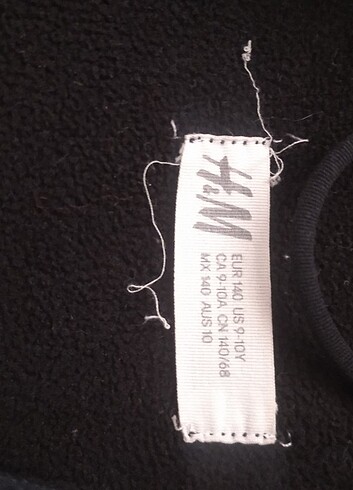 H&M
EUR 140 US 9-10Y
CA 9-10A CN 140/68
MX 140 AUS 10